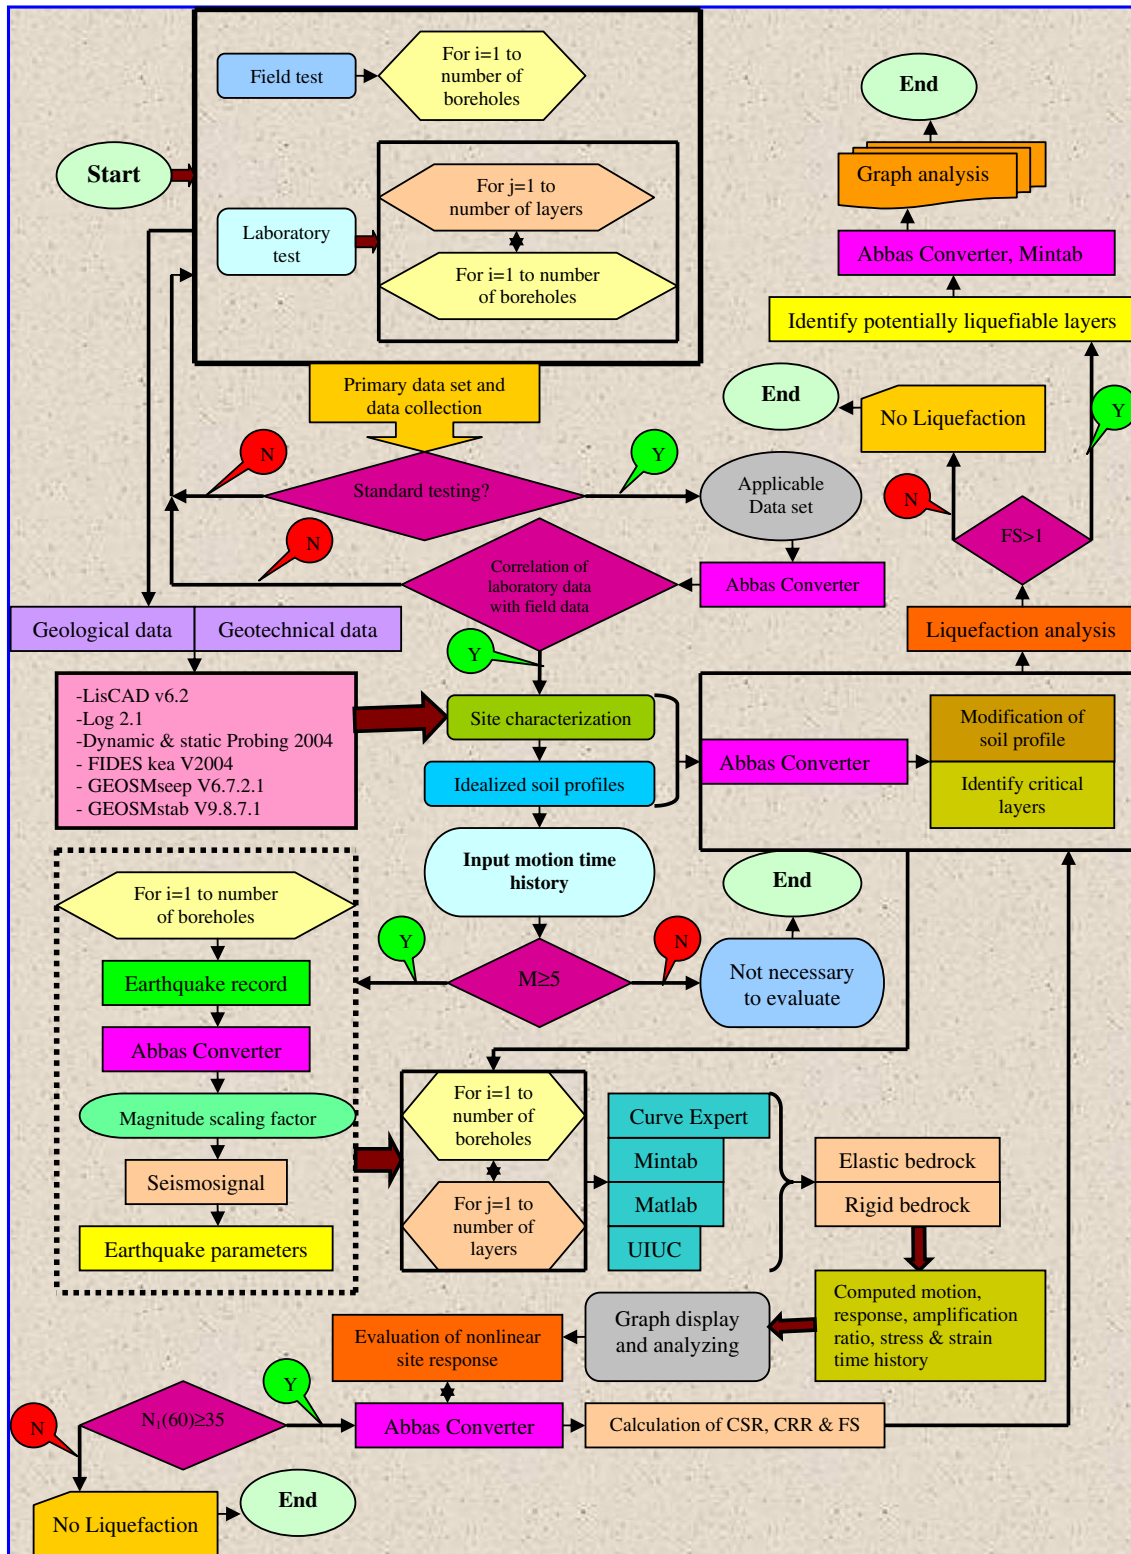 Start
Field test
For i=1 to
number of
boreholes
Laboratory
test
For j=1 to
number of layers
For i=1 to number
of boreholes
Primary data set and
data collection
N
Standard testing?
Y
Applicable
Data set
Abbas Converter
N
Correlation of
laboratory data
with field data
Y
Geological data
Geotechnical data
-LisCAD v6.2
-Log 2.1
-Dynamic & static Probing 2004
- FIDES kea V2004
- GEOSMseep V6.7.2.1
- GEOSMstab V9.8.7.1
Site characterization
Idealized soil profiles
Input motion time
history
Y
M≥5
N
Not necessary
to evaluate
End
Abbas Converter
Modification of
soil profile
Identify critical
layers
Liquefaction analysis
FS>1
N
No Liquefaction
End
Y
Identify potentially liquefiable layers
Abbas Converter, Mintab
Graph analysis
End
For i=1 to number
of boreholes
Earthquake record
Abbas Converter
Magnitude scaling factor
Seismosignal
Earthquake parameters
For i=1 to
number of
boreholes
For j=1 to
number of
layers
Curve Expert
Mintab
Matlab
UIUC
Elastic bedrock
Rigid bedrock
Computed motion,
response, amplification
ratio, stress & strain
time history
Graph display
and analyzing
Evaluation of nonlinear
site response
Abbas Converter
Calculation of CSR, CRR & FS
N₁(60)≥35
Y
N
No Liquefaction
End